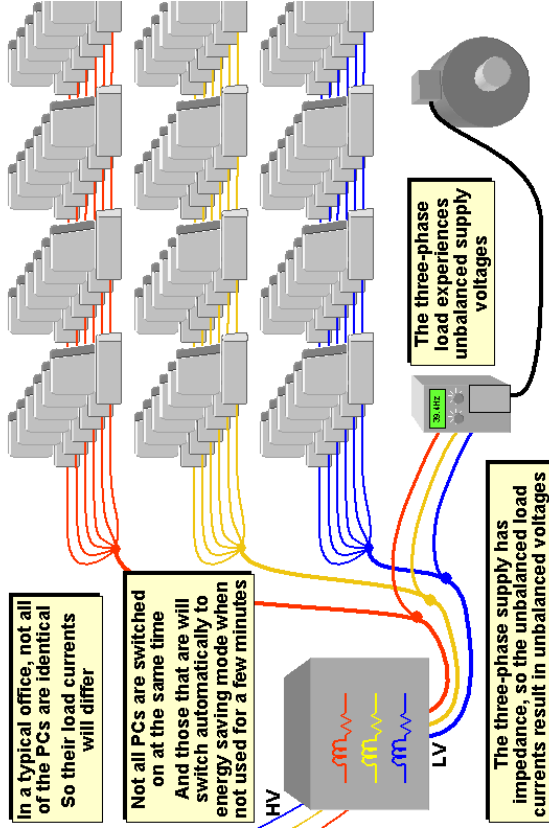 In a typical office, not all
of the PCs are identical
So their load currents
will differ
Not all PCs are switched
on at the same time
And those that are will
switch automatically to
energy saving mode when
not used for a few minutes
HV
LV
39.4Hz
The three-phase
load experiences
unbalanced supply
voltages
The three-phase supply has
impedance, so the unbalanced load
currents result in unbalanced voltages